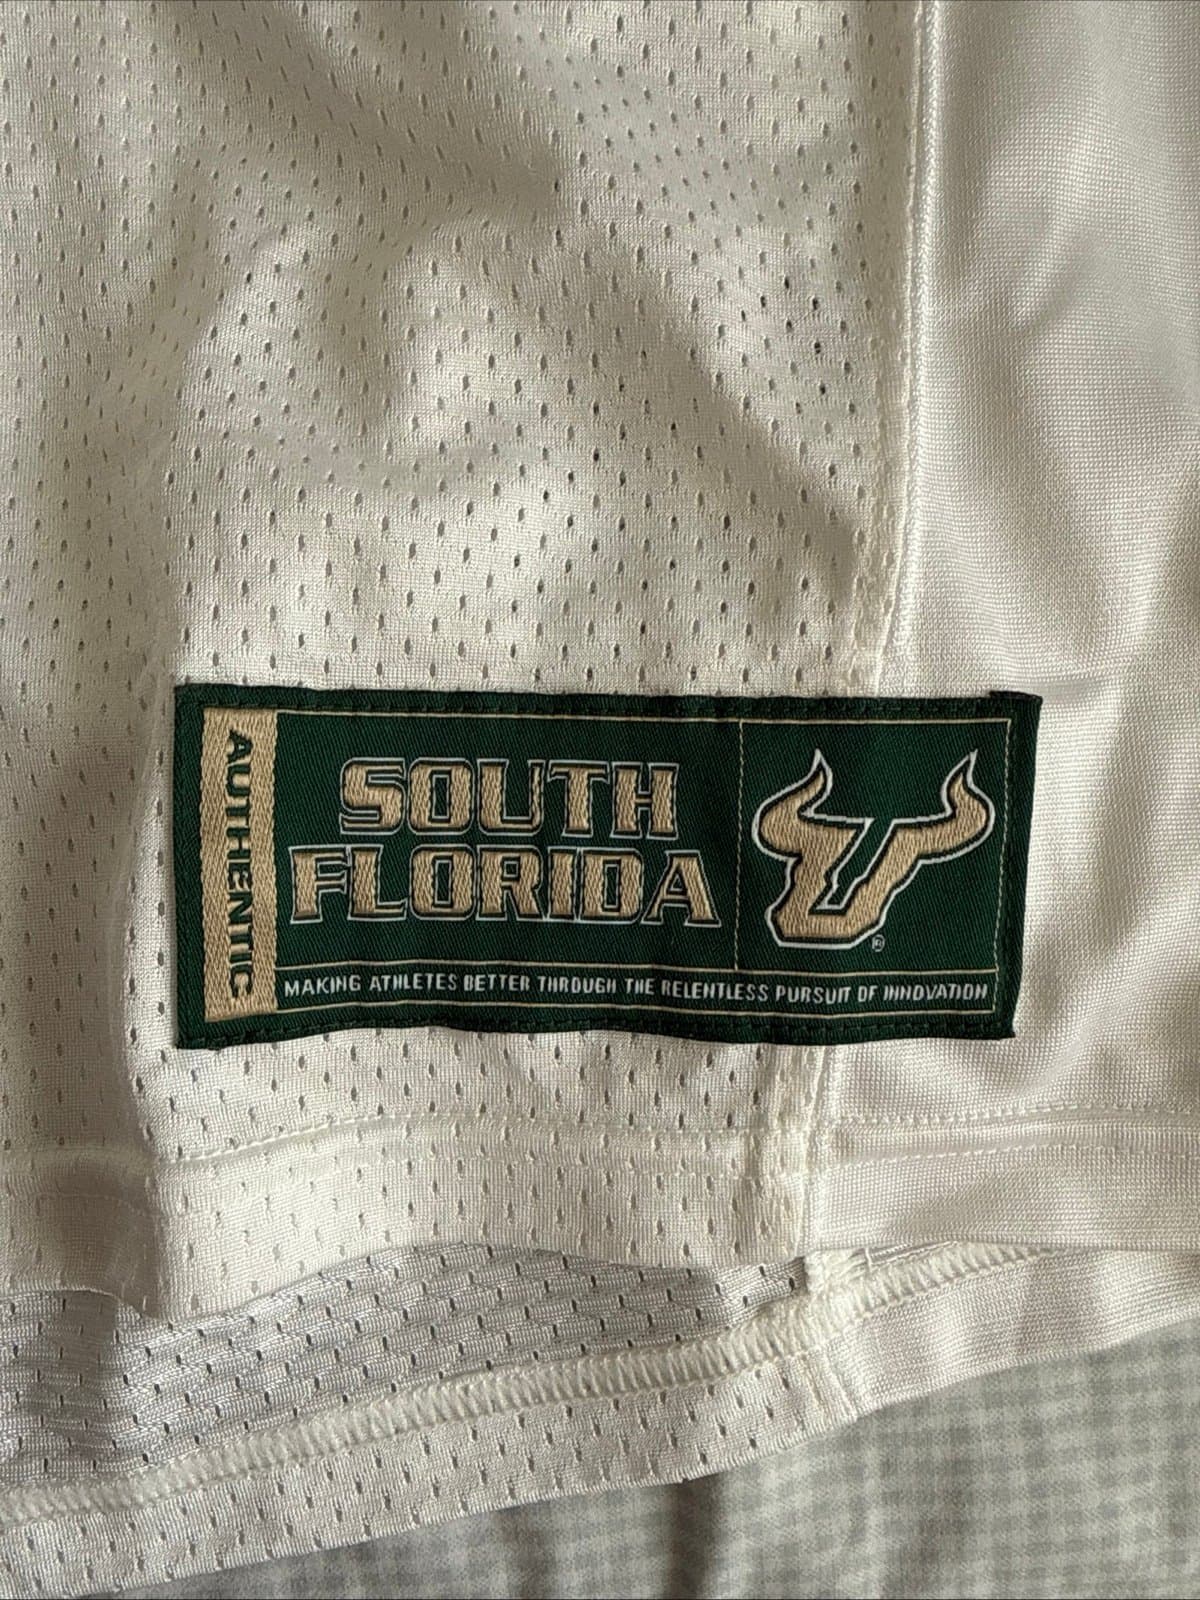 AUTHENTIC
SOUTH
FLORIDA
®
MAKING ATHLETES BETTER THROUGH THE RELENTLESS PURSUIT OF INNOVATION